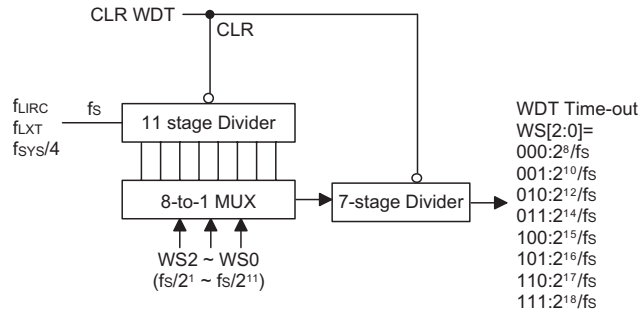 CLR WDT
CLR
fLIRC
fLXT
fSYS/4
fS
11 stage Divider
8-to-1 MUX
7-stage Divider
WS2 ~ WS0
(fS/2¹ ~ fS/2¹¹)
WDT Time-out
WS[2:0]=
000:2⁸/fS
001:2¹⁰/fS
010:2¹²/fS
011:2¹⁴/fS
100:2¹⁵/fS
101:2¹⁶/fS
110:2¹⁷/fS
111:2¹⁸/fS